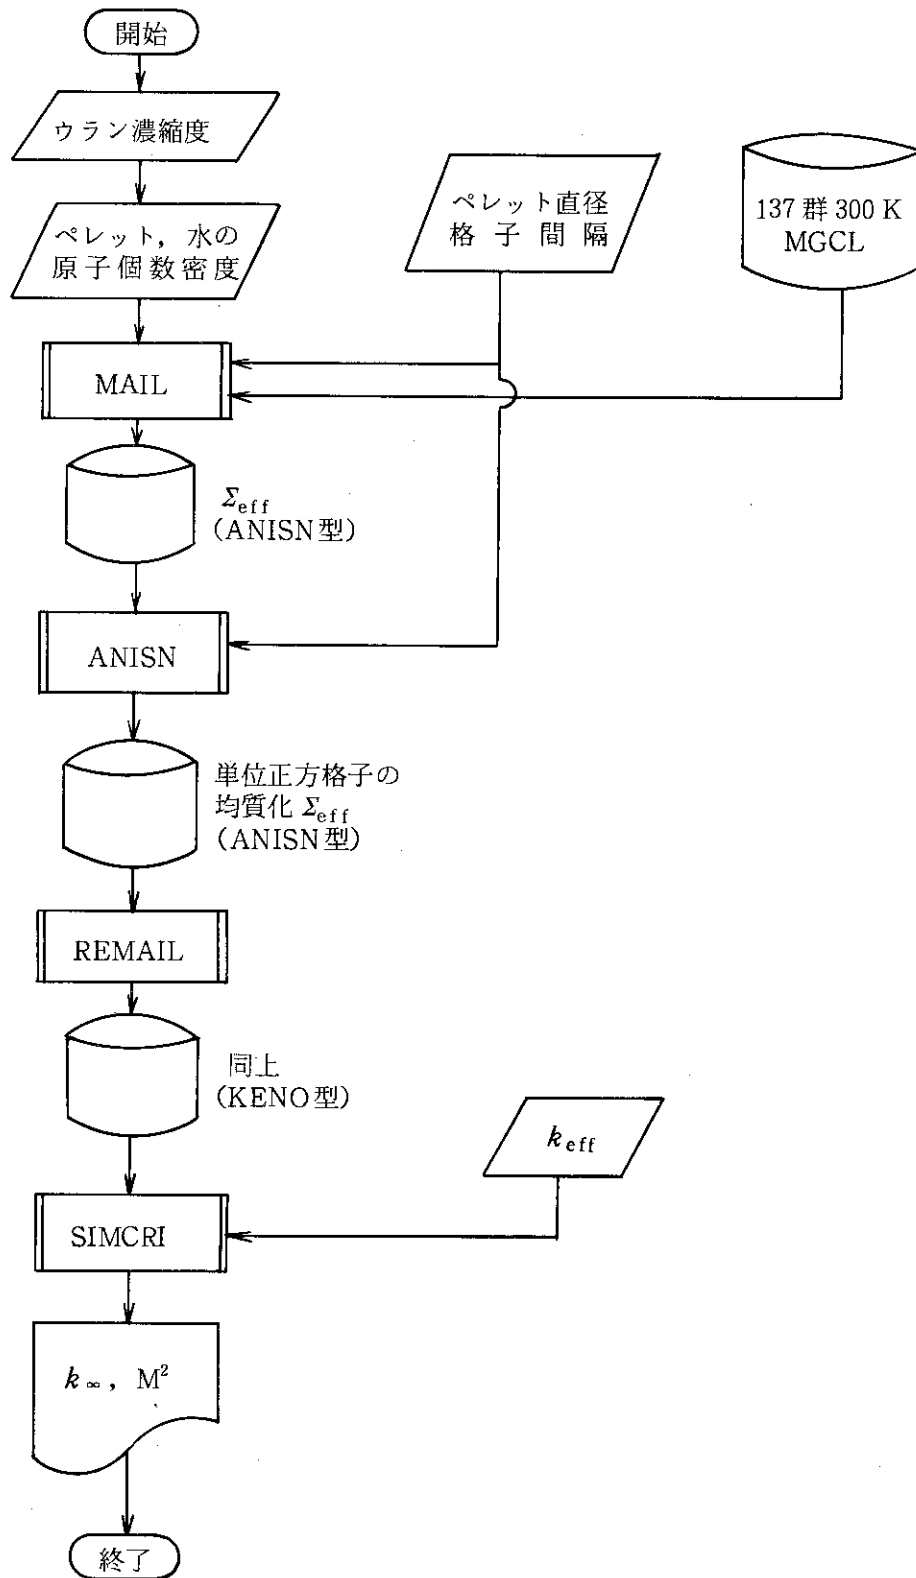 開始
ウラン濃縮度
ペレット，水の
原子個数密度
ペレット直径
格子間隔
137群300 K
MGCL
MAIL
Σeff
(ANISN型)
ANISN
単位正方格子の
均質化 Σeff
(ANISN型)
REMAIL
同上
(KENO型)
keff
SIMCRI
k∞, M²
終了